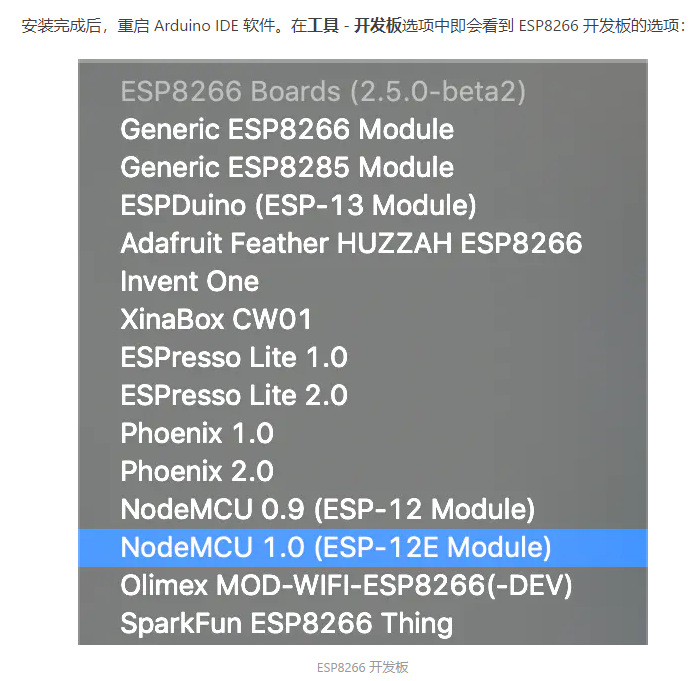 安装完成后，重启 Arduino IDE 软件。在工具 - 开发板选项中即会看到 ESP8266 开发板的选项：
ESP8266 Boards (2.5.0-beta2)
Generic ESP8266 Module
Generic ESP8285 Module
ESPDuino (ESP-13 Module)
Adafruit Feather HUZZAH ESP8266
Invent One
XinaBox CW01
ESPresso Lite 1.0
ESPresso Lite 2.0
Phoenix 1.0
Phoenix 2.0
NodeMCU 0.9 (ESP-12 Module)
NodeMCU 1.0 (ESP-12E Module)
Olimex MOD-WIFI-ESP8266(-DEV)
SparkFun ESP8266 Thing
ESP8266 开发板